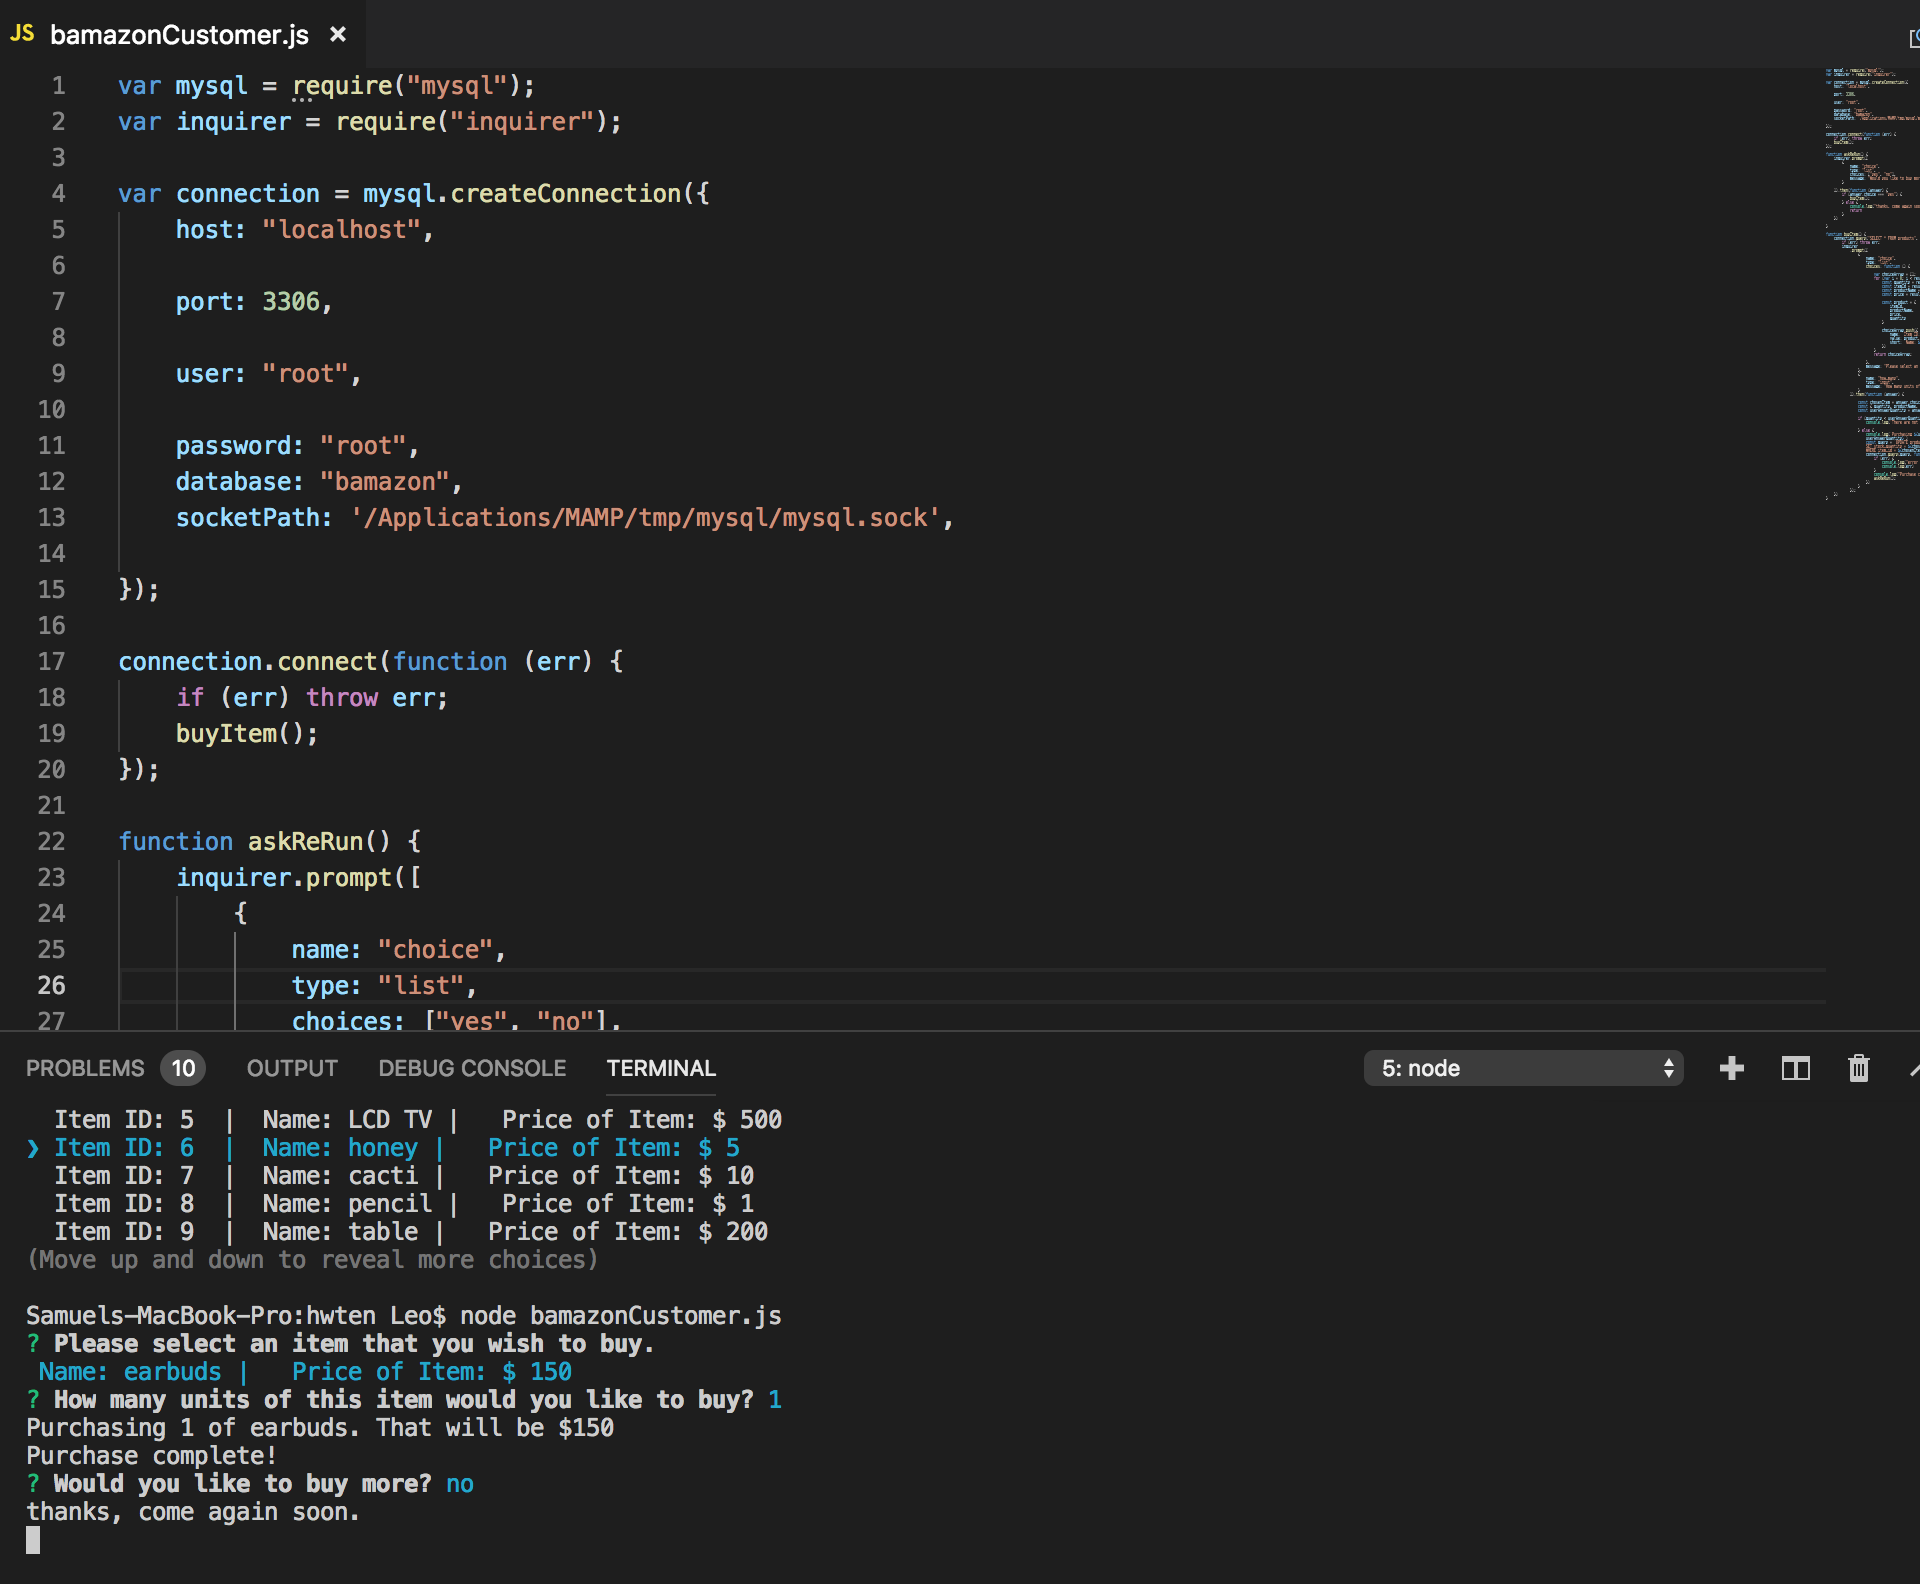 JS bamazonCustomer.js ×
1 var mysql = require("mysql");
2 var inquirer = require("inquirer");
3
4 var connection = mysql.createConnection({
5 host: "localhost",
6
7 port: 3306,
8
9 user: "root",
10
11 password: "root",
12 database: "bamazon",
13 socketPath: '/Applications/MAMP/tmp/mysql/mysql.sock',
14
15 });
16
17 connection.connect(function (err) {
18 if (err) throw err;
19 buyItem();
20 });
21
22 function askReRun() {
23 inquirer.prompt([
24 {
25 name: "choice",
26 type: "list",
27 choices: ["yes", "no"],
PROBLEMS 10 OUTPUT DEBUG CONSOLE TERMINAL 5: node
Item ID: 5 | Name: LCD TV | Price of Item: $ 500
❯ Item ID: 6 | Name: honey | Price of Item: $ 5
Item ID: 7 | Name: cacti | Price of Item: $ 10
Item ID: 8 | Name: pencil | Price of Item: $ 1
Item ID: 9 | Name: table | Price of Item: $ 200
(Move up and down to reveal more choices)
Samuels-MacBook-Pro:hwten Leo$ node bamazonCustomer.js
? Please select an item that you wish to buy.
Name: earbuds | Price of Item: $ 150
? How many units of this item would you like to buy? 1
Purchasing 1 of earbuds. That will be $150
Purchase complete!
? Would you like to buy more? no
thanks, come again soon.